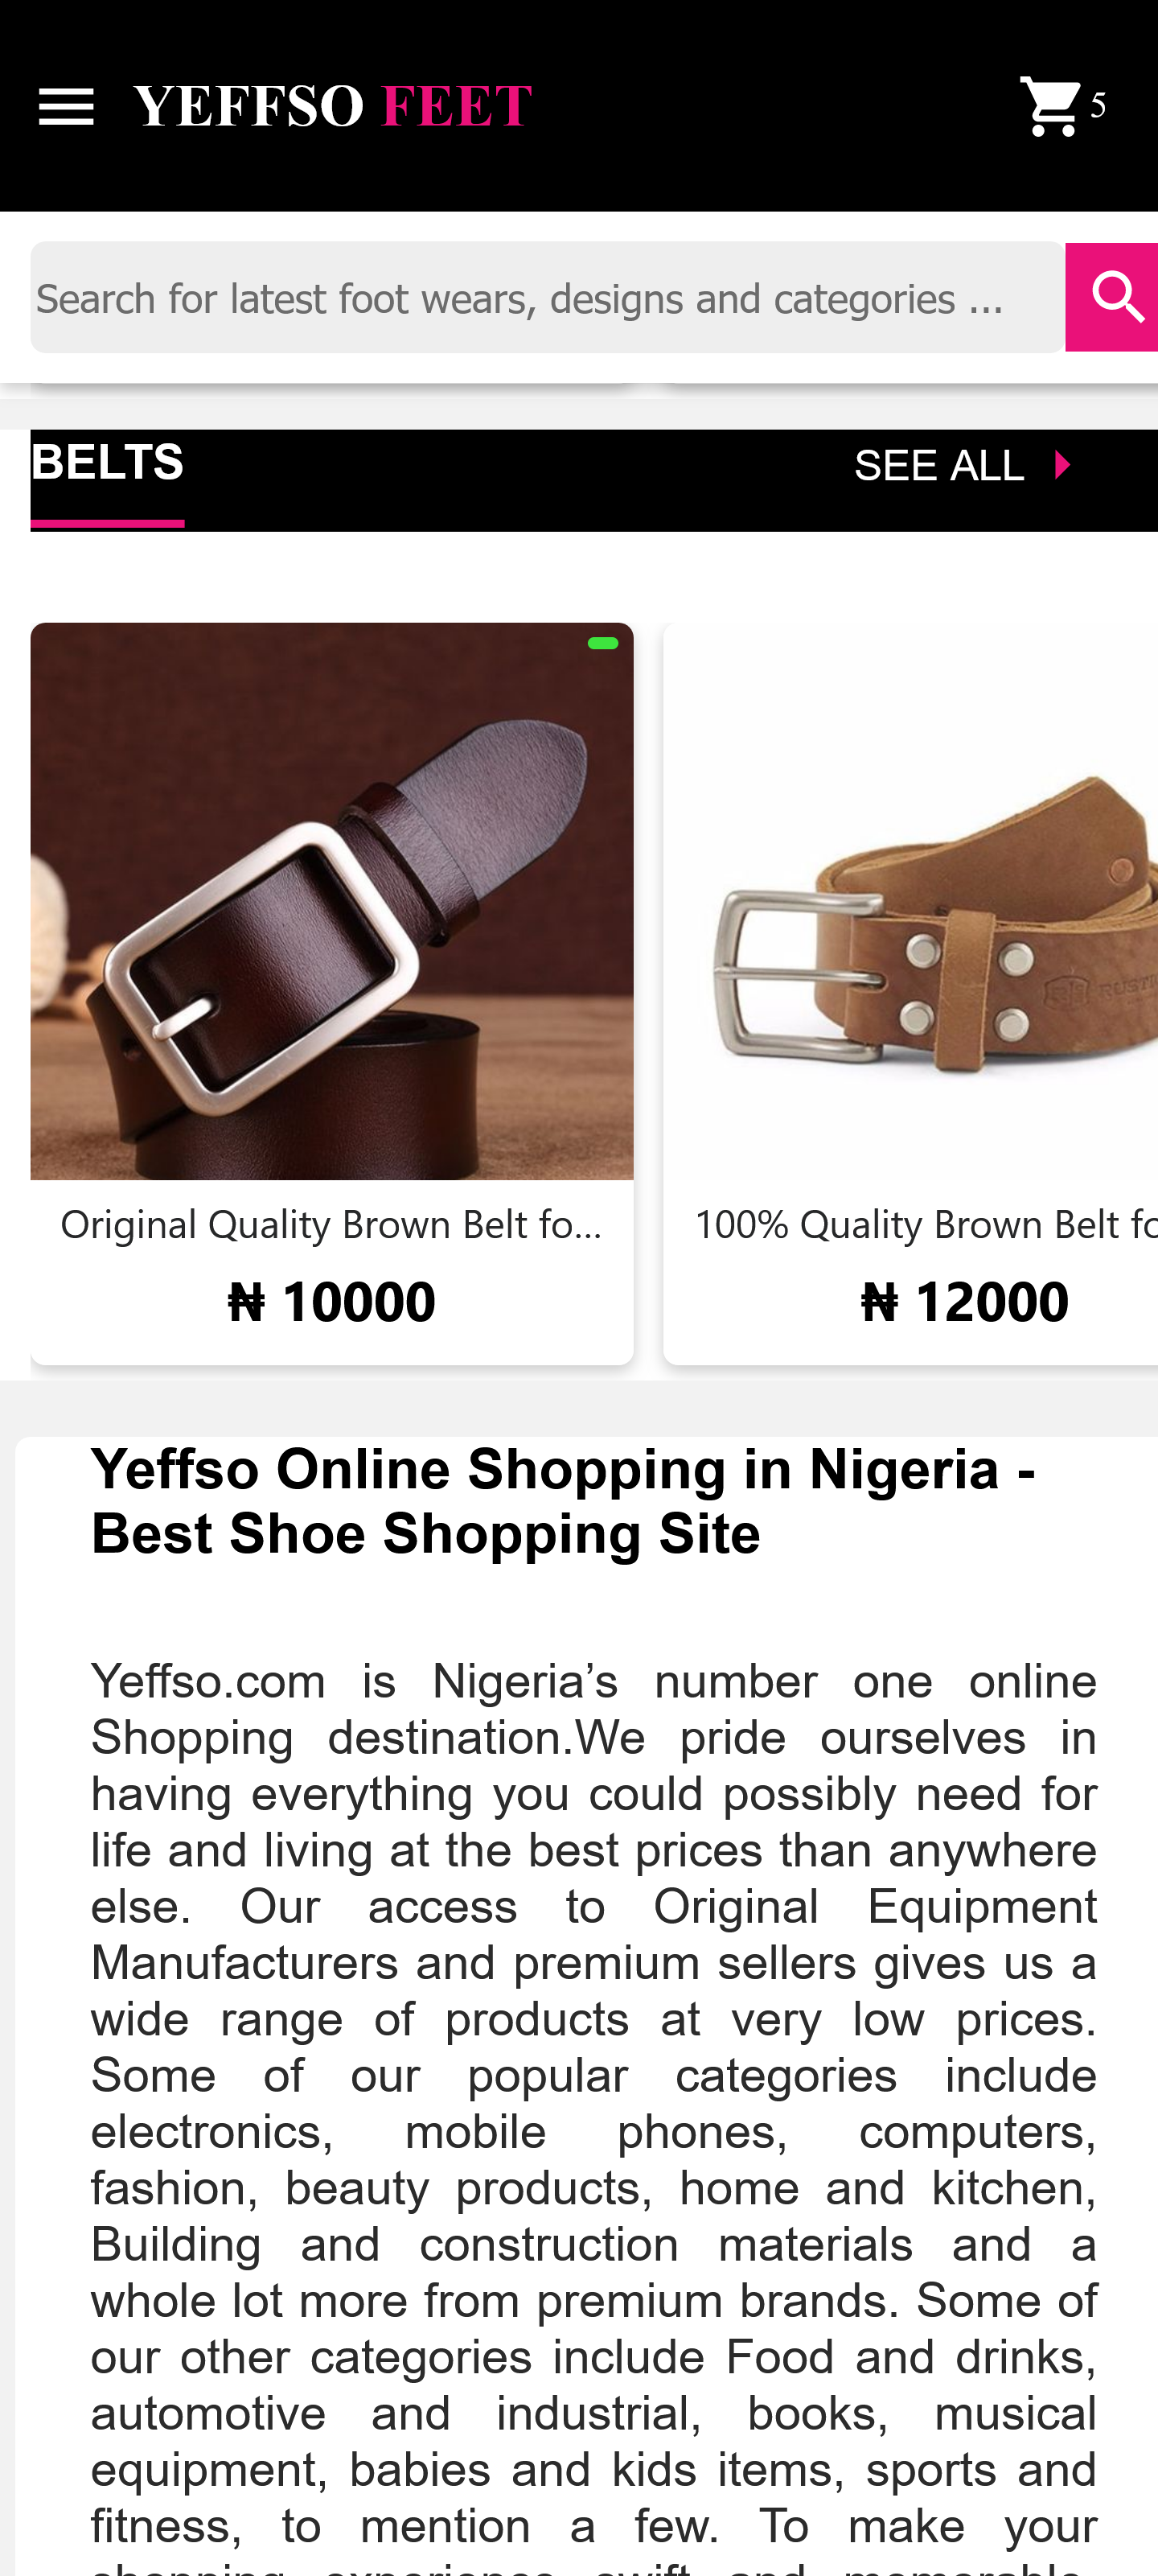 YEFFSO FEET
5
Search for latest foot wears, designs and categories ...
BELTS
SEE ALL
Original Quality Brown Belt fo...
₦ 10000
100% Quality Brown Belt
₦ 12000
Yeffso Online Shopping in Nigeria -
Best Shoe Shopping Site
Yeffso.com is Nigeria’s number one online
Shopping destination.We pride ourselves in
having everything you could possibly need for
life and living at the best prices than anywhere
else. Our access to Original Equipment
Manufacturers and premium sellers gives us a
wide range of products at very low prices.
Some of our popular categories include
electronics, mobile phones, computers,
fashion, beauty products, home and kitchen,
Building and construction materials and a
whole lot more from premium brands. Some of
our other categories include Food and drinks,
automotive and industrial, books, musical
equipment, babies and kids items, sports and
fitness, to mention a few. To make your